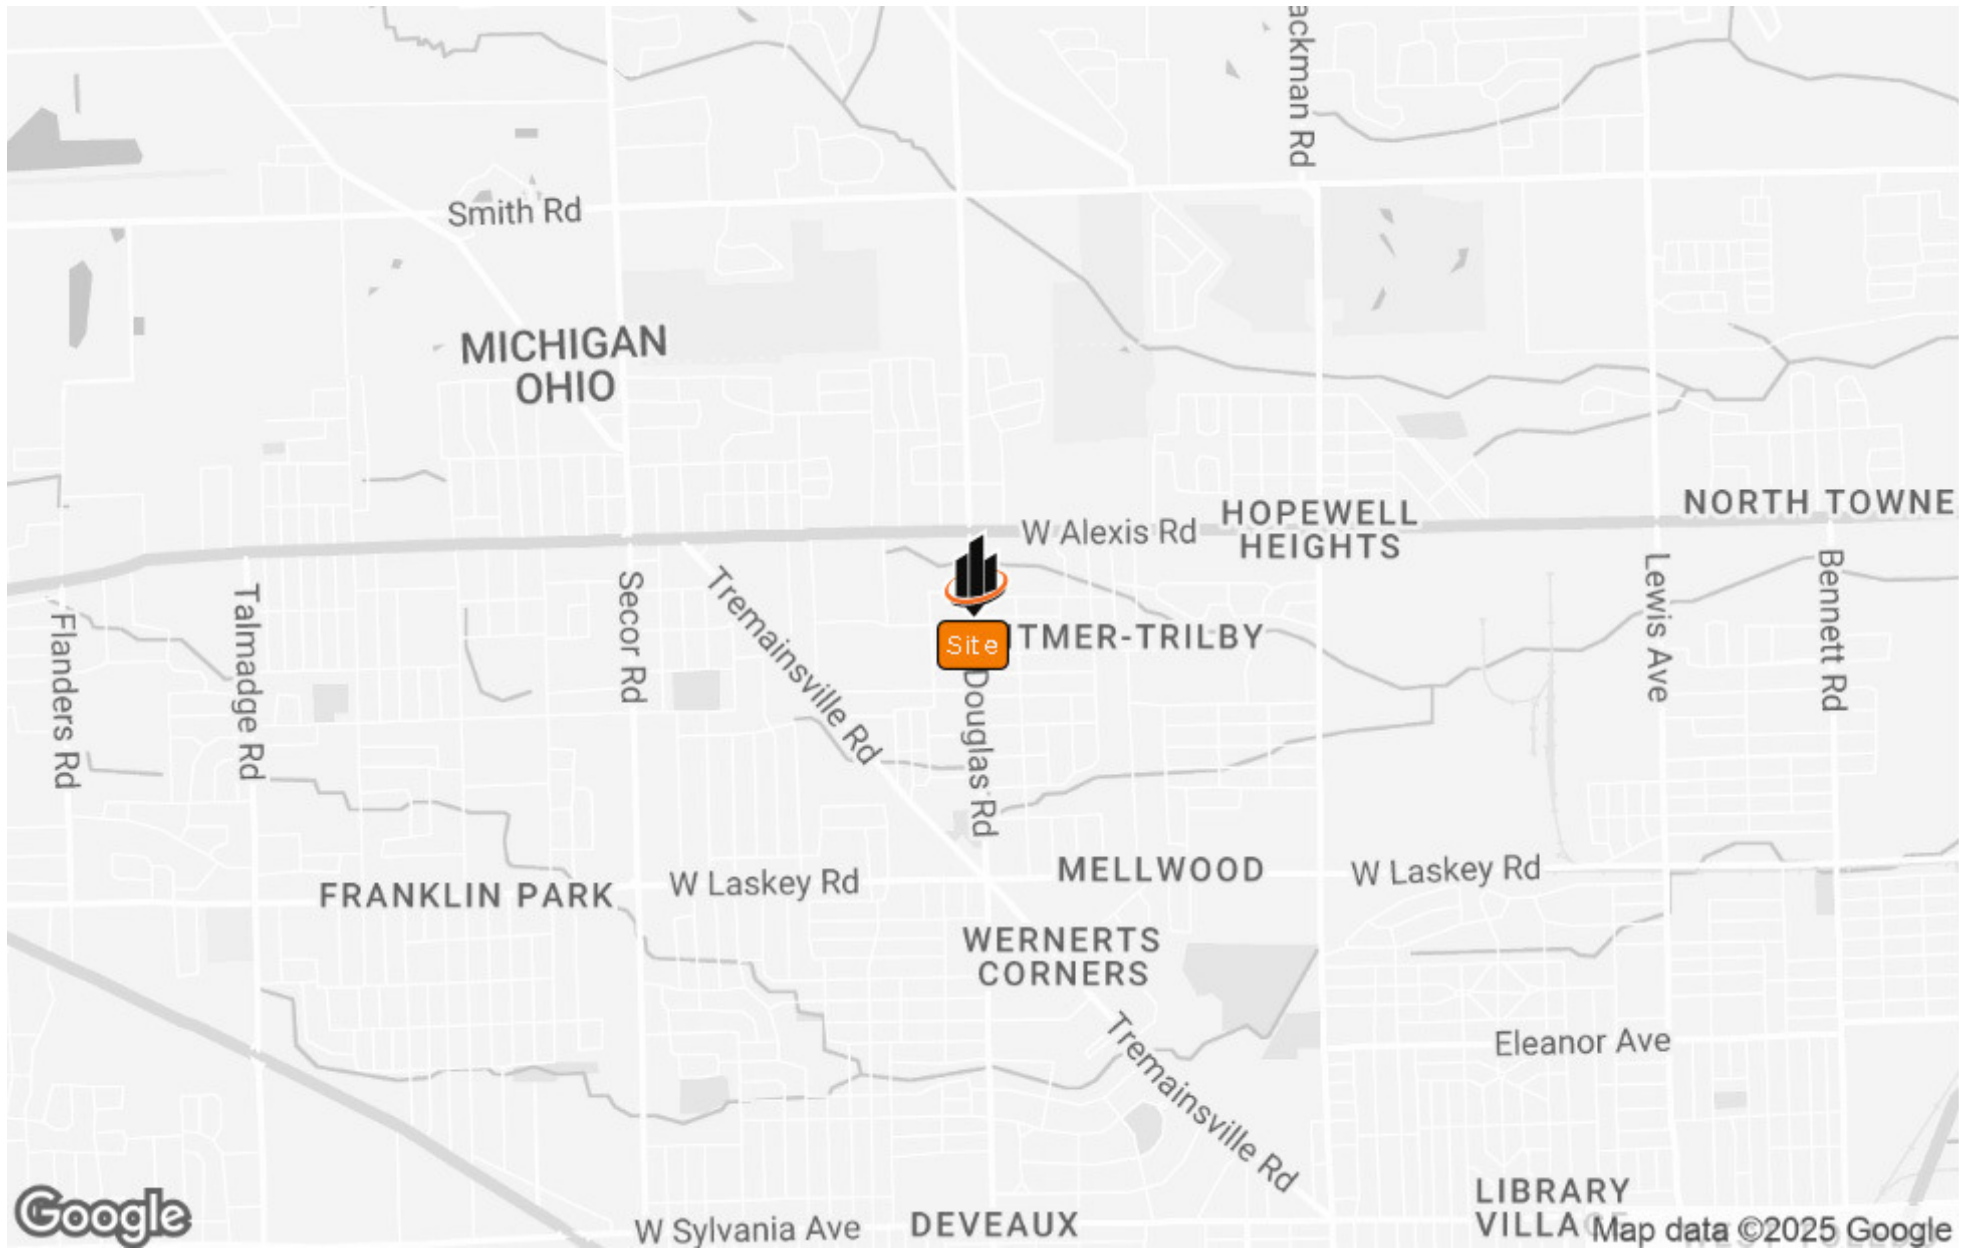 ackman Rd
Smith Rd
MICHIGAN
OHIO
W Alexis Rd
HOPEWELL
HEIGHTS
NORTH TOWNE
Flanders Rd
Talmadge Rd
Secor Rd
Tremainsville Rd
Site
ITMER-TRILBY
Douglas Rd
Lewis Ave
Bennett Rd
FRANKLIN PARK
W Laskey Rd
MELLWOOD
W Laskey Rd
WERNERTS
CORNERS
Tremainsville Rd
Eleanor Ave
LIBRARY
VILLA
Google
W Sylvania Ave
DEVEAUX
Map data ©2025 Google